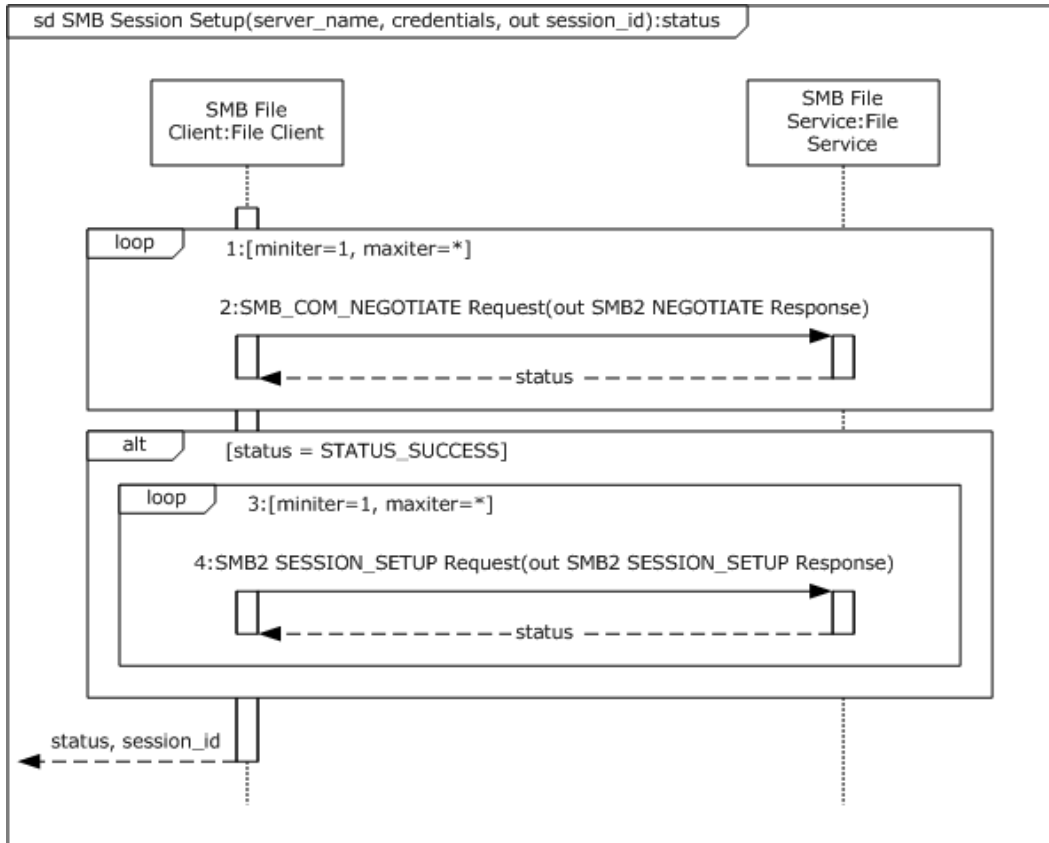 sd SMB Session Setup(server_name, credentials, out session_id):status
SMB File
Client:File Client
SMB File
Service:File
Service
loop
1:[miniter=1, maxiter=*]
2:SMB_COM_NEGOTIATE Request(out SMB2 NEGOTIATE Response)
status
alt
[status = STATUS_SUCCESS]
loop
3:[miniter=1, maxiter=*]
4:SMB2 SESSION_SETUP Request(out SMB2 SESSION_SETUP Response)
status
status, session_id